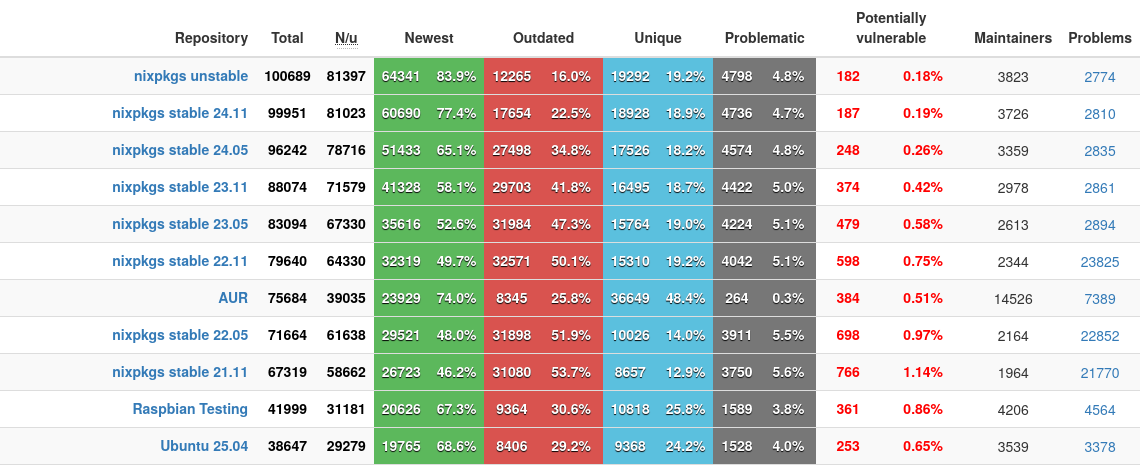 Repository Total N/u Newest Outdated Unique Problematic Potentially vulnerable Maintainers Problems
nixpkgs unstable 100689 81397 64341 83.9% 12265 16.0% 19292 19.2% 4798 4.8% 182 0.18% 3823 2774
nixpkgs stable 24.11 99951 81023 60690 77.4% 17654 22.5% 18928 18.9% 4736 4.7% 187 0.19% 3726 2810
nixpkgs stable 24.05 96242 78716 51433 65.1% 27498 34.8% 17526 18.2% 4574 4.8% 248 0.26% 3359 2835
nixpkgs stable 23.11 88074 71579 41328 58.1% 29703 41.8% 16495 18.7% 4422 5.0% 374 0.42% 2978 2861
nixpkgs stable 23.05 83094 67330 35616 52.6% 31984 47.3% 15764 19.0% 4224 5.1% 479 0.58% 2613 2894
nixpkgs stable 22.11 79640 64330 32319 49.7% 32571 50.1% 15310 19.2% 4042 5.1% 598 0.75% 2344 23825
AUR 75684 39035 23929 74.0% 8345 25.8% 36649 48.4% 264 0.3% 384 0.51% 14526 7389
nixpkgs stable 22.05 71664 61638 29521 48.0% 31898 51.9% 10026 14.0% 3911 5.5% 698 0.97% 2164 22852
nixpkgs stable 21.11 67319 58662 26723 46.2% 31080 53.7% 8657 12.9% 3750 5.6% 766 1.14% 1964 21770
Raspbian Testing 41999 31181 20626 67.3% 9364 30.6% 10818 25.8% 1589 3.8% 361 0.86% 4206 4564
Ubuntu 25.04 38647 29279 19765 68.6% 8406 29.2% 9368 24.2% 1528 4.0% 253 0.65% 3539 3378